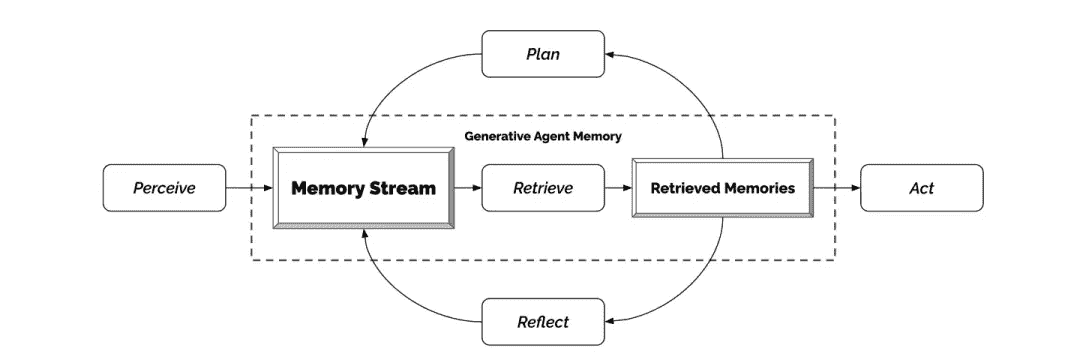 Plan
Generative Agent Memory
Perceive
Memory Stream
Retrieve
Retrieved Memories
Act
Reflect